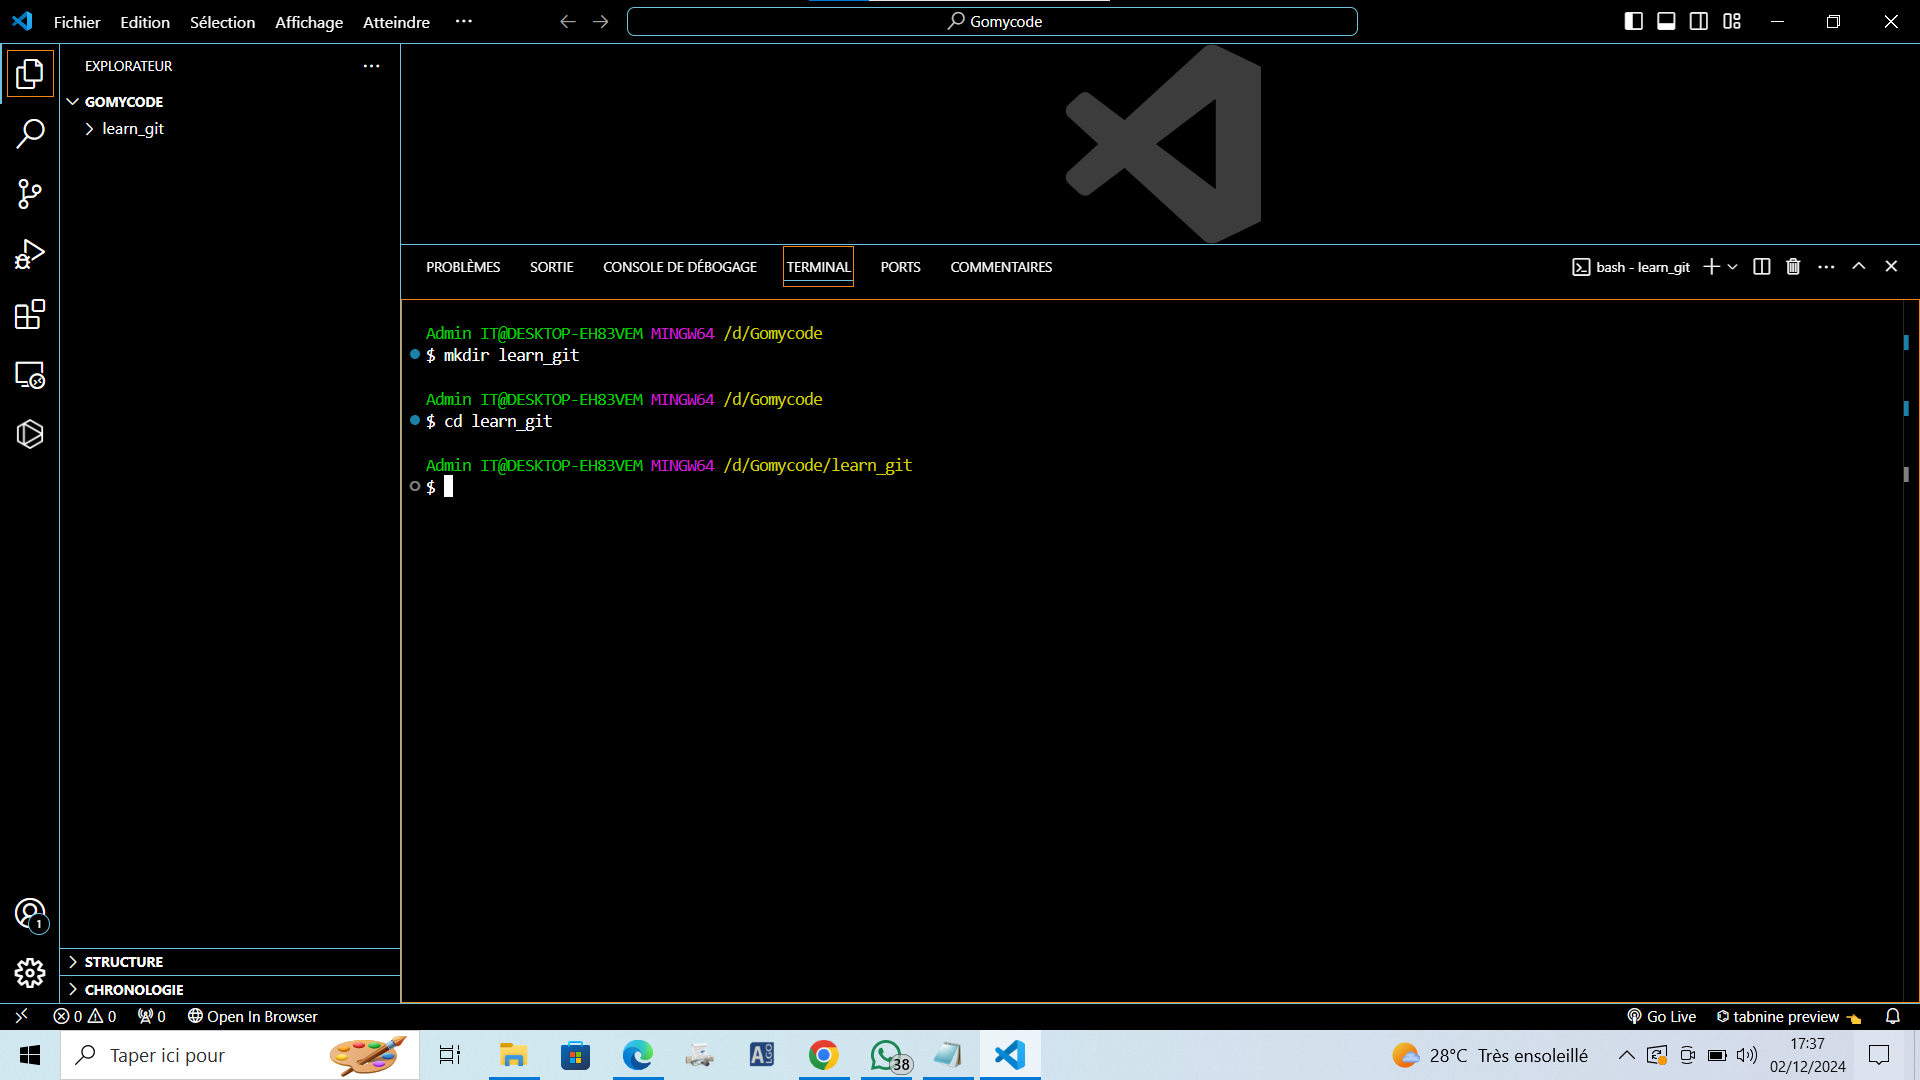 Fichier Edition Sélection Affichage Atteindre ··· Gomycode
EXPLORATEUR ···
GOMYCODE
learn_git
PROBLÈMES SORTIE CONSOLE DE DÉBOGAGE TERMINAL PORTS COMMENTAIRES bash - learn_git
Admin IT@DESKTOP-EH83VEM MINGW64 /d/Gomycode
$ mkdir learn_git
Admin IT@DESKTOP-EH83VEM MINGW64 /d/Gomycode
$ cd learn_git
Admin IT@DESKTOP-EH83VEM MINGW64 /d/Gomycode/learn_git
$
1
STRUCTURE
CHRONOLOGIE
0 0 0 Open In Browser Go Live tabnine preview
Taper ici pour ALGO 38 28°C Très ensoleillé 17:37
02/12/2024